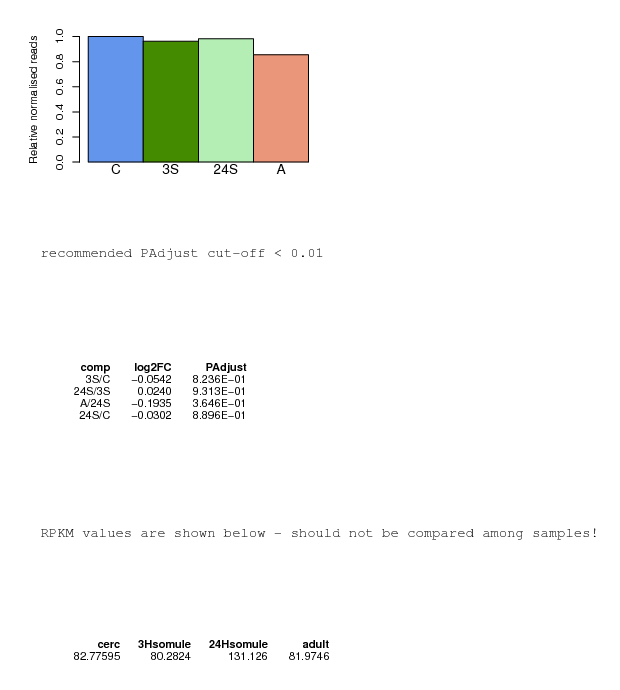 Relative normalised reads
1.0
0.8
0.6
0.4
0.2
0.0
C 3S 24S A
recommended PAdjust cut-off < 0.01
comp log2FC PAdjust
3S/C −0.0542 8.236E−01
24S/3S 0.0240 9.313E−01
A/24S −0.1935 3.646E−01
24S/C −0.0302 8.896E−01
RPKM values are shown below - should not be compared among samples!
cerc 3Hsomule 24Hsomule adult
82.77595 80.2824 131.126 81.9746